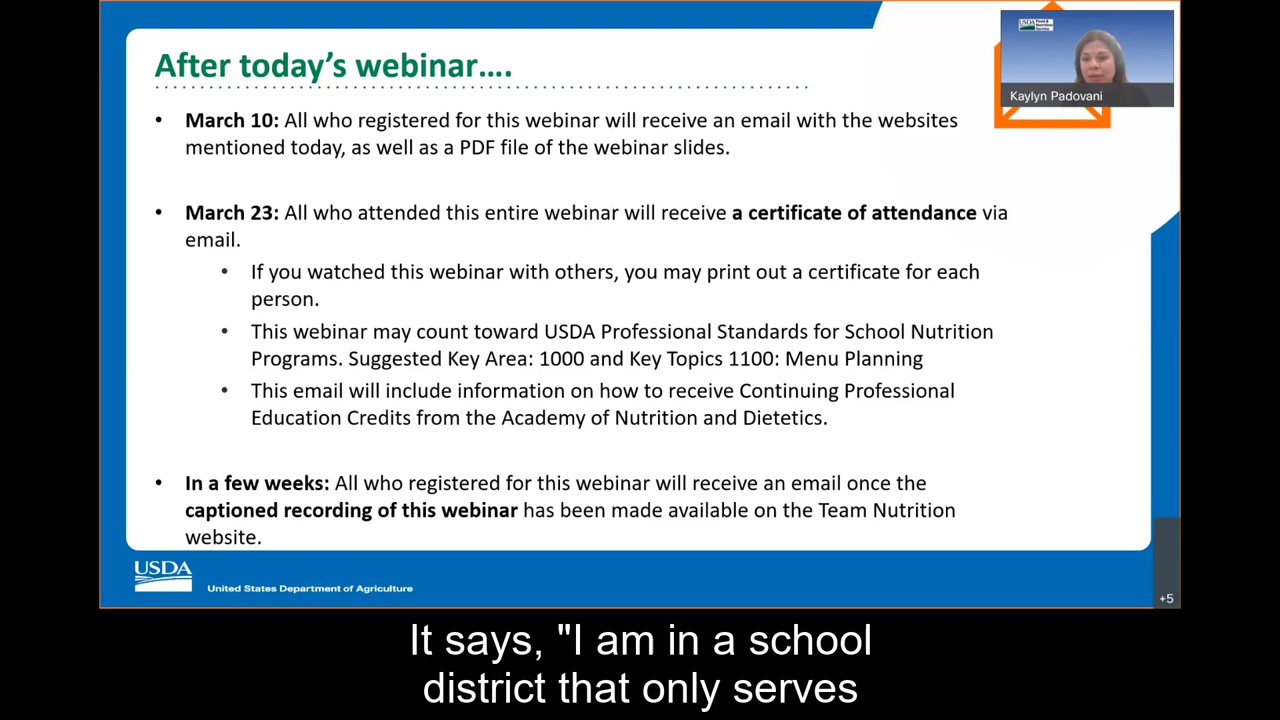 After today's webinar….
Kaylyn Padovani
• March 10: All who registered for this webinar will receive an email with the websites
mentioned today, as well as a PDF file of the webinar slides.
• March 23: All who attended this entire webinar will receive a certificate of attendance via
email.
• If you watched this webinar with others, you may print out a certificate for each
person.
• This webinar may count toward USDA Professional Standards for School Nutrition
Programs. Suggested Key Area: 1000 and Key Topics 1100: Menu Planning
• This email will include information on how to receive Continuing Professional
Education Credits from the Academy of Nutrition and Dietetics.
• In a few weeks: All who registered for this webinar will receive an email once the
captioned recording of this webinar has been made available on the Team Nutrition
website.
USDA
United States Department of Agriculture
+5
It says, "I am in a school
district that only serves